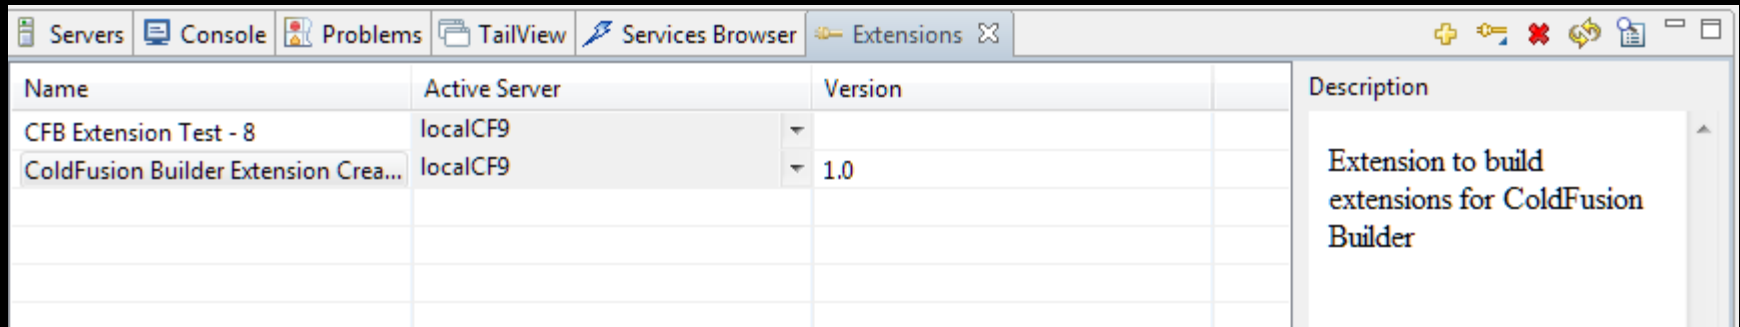 Servers Console Problems TailView Services Browser Extensions
Name Active Server Version Description
CFB Extension Test - 8 localCF9
ColdFusion Builder Extension Crea... localCF9 1.0
Extension to build
extensions for ColdFusion
Builder